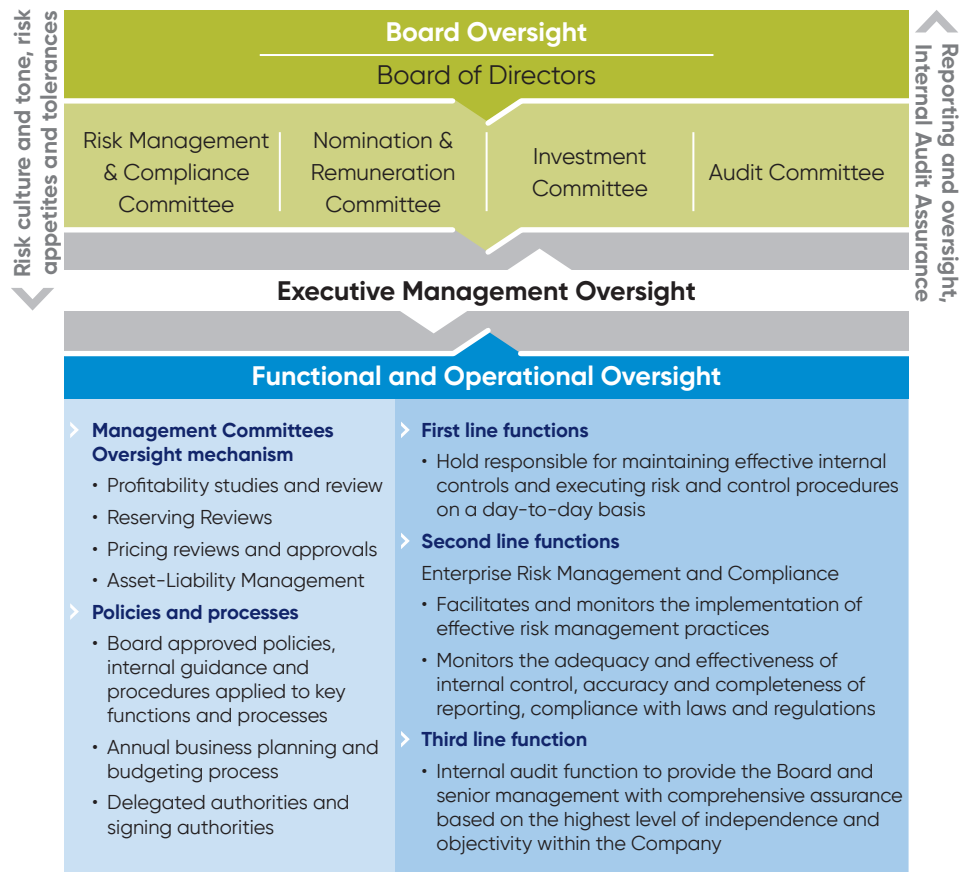 Risk culture and tone, risk
appetites and tolerances
Board Oversight
Board of Directors
Risk Management
& Compliance
Committee
Nomination &
Remuneration
Committee
Investment
Committee
Audit Committee
Reporting and oversight,
Internal Audit Assurance
Executive Management Oversight
Functional and Operational Oversight
Management Committees
Oversight mechanism
• Profitability studies and review
• Reserving Reviews
• Pricing reviews and approvals
• Asset-Liability Management
Policies and processes
• Board approved policies,
internal guidance and
procedures applied to key
functions and processes
• Annual business planning and
budgeting process
• Delegated authorities and
signing authorities
First line functions
• Hold responsible for maintaining effective internal
controls and executing risk and control procedures
on a day-to-day basis
Second line functions
Enterprise Risk Management and Compliance
• Facilitates and monitors the implementation of
effective risk management practices
• Monitors the adequacy and effectiveness of
internal control, accuracy and completeness of
reporting, compliance with laws and regulations
Third line function
• Internal audit function to provide the Board and
senior management with comprehensive assurance
based on the highest level of independence and
objectivity within the Company